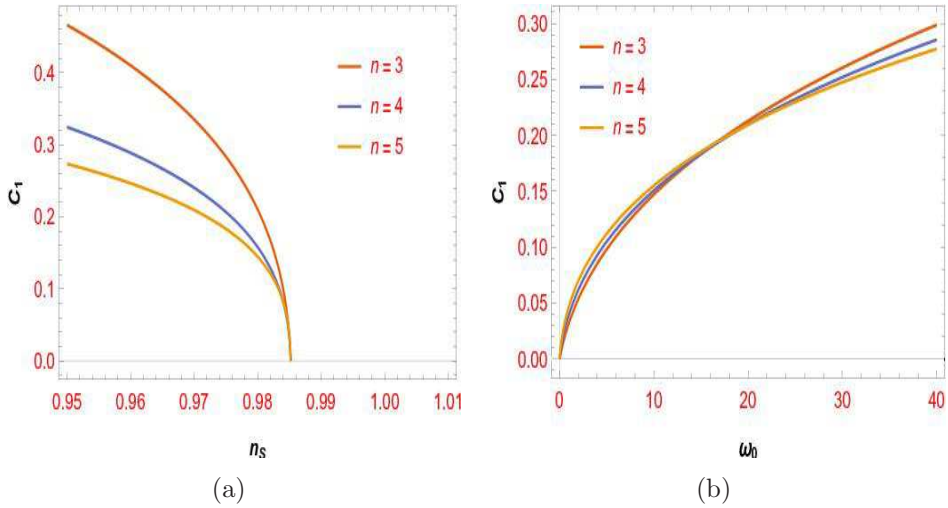 n = 3
n = 4
n = 5
C₁
0.4
0.3
0.2
0.1
0.0
0.95 0.96 0.97 0.98 0.99 1.00 1.01
nₛ
(a)
n = 3
n = 4
n = 5
C₁
0.30
0.25
0.20
0.15
0.10
0.05
0.00
0 10 20 30 40
ω₀
(b)